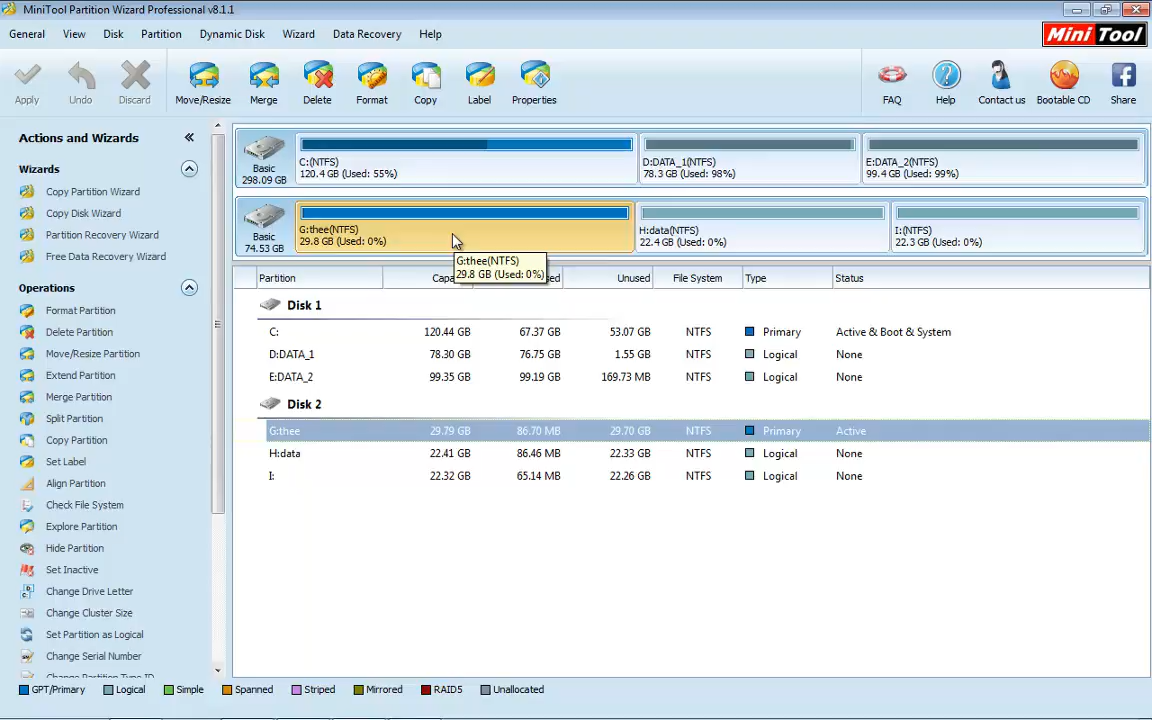 MiniTool Partition Wizard Professional v8.1.1
General View Disk Partition Dynamic Disk Wizard Data Recovery Help
Mini Tool
Apply Undo Discard Move/Resize Merge Delete Format Copy Label Properties FAQ Help Contact us Bootable CD Share
Actions and Wizards
Wizards
Copy Partition Wizard
Copy Disk Wizard
Partition Recovery Wizard
Free Data Recovery Wizard
Operations
Format Partition
Delete Partition
Move/Resize Partition
Extend Partition
Merge Partition
Split Partition
Copy Partition
Set Label
Align Partition
Check File System
Explore Partition
Hide Partition
Set Inactive
Change Drive Letter
Change Cluster Size
Set Partition as Logical
Change Serial Number
Change Partition Type ID
Basic
298.09 GB
C:(NTFS)
120.4 GB (Used: 55%)
D:DATA_1(NTFS)
78.3 GB (Used: 98%)
E:DATA_2(NTFS)
99.4 GB (Used: 99%)
Basic
74.53 GB
G:thee(NTFS)
29.8 GB (Used: 0%)
H:data(NTFS)
22.4 GB (Used: 0%)
I:(NTFS)
22.3 GB (Used: 0%)
G:thee(NTFS)
29.8 GB (Used: 0%)
Partition Unused File System Type Status
Disk 1
C: 120.44 GB 67.37 GB 53.07 GB NTFS Primary Active & Boot & System
D:DATA_1 78.30 GB 76.75 GB 1.55 GB NTFS Logical None
E:DATA_2 99.35 GB 99.19 GB 169.73 MB NTFS Logical None
Disk 2
G:thee 29.79 GB 86.70 MB 29.70 GB NTFS Primary Active
H:data 22.41 GB 86.46 MB 22.33 GB NTFS Logical None
I: 22.32 GB 65.14 MB 22.26 GB NTFS Logical None
GPT/Primary Logical Simple Spanned Striped Mirrored RAID5 Unallocated